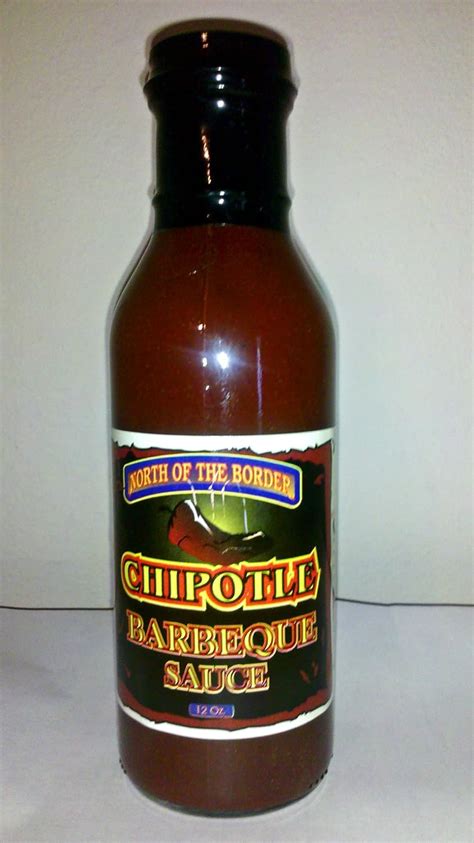 NORTH OF THE BORDER
CHIPOTLE
BARBEQUE
SAUCE
12 Oz.